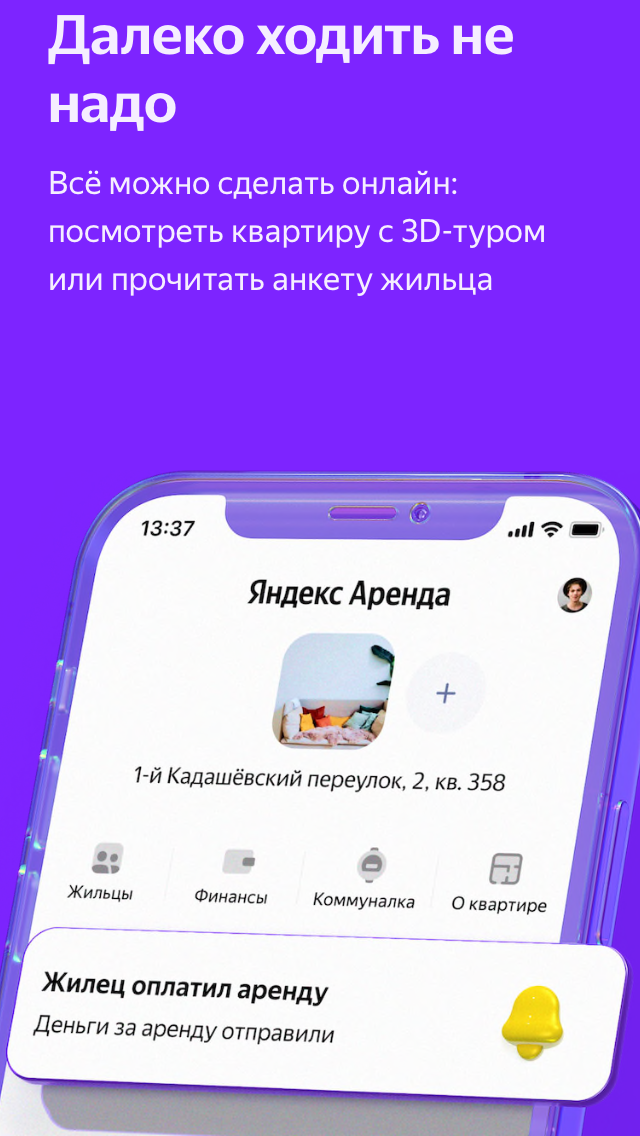 Далеко ходить не
надо
Всё можно сделать онлайн:
посмотреть квартиру с 3D-туром
или прочитать анкету жильца
13:37
Яндекс Аренда
+
1-й Кадашёвский переулок, 2, кв. 358
Жильцы Финансы Коммуналка О квартире
Жилец оплатил аренду
Деньги за аренду отправили